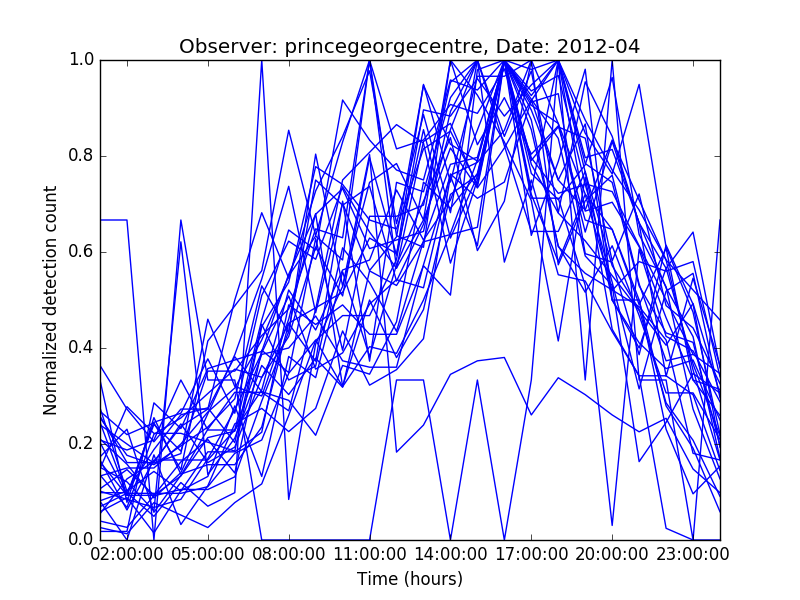 Observer: princegeorgecentre, Date: 2012-04
Normalized detection count
1.0
0.8
0.6
0.4
0.2
0.0
02:00:00 05:00:00 08:00:00 11:00:00 14:00:00 17:00:00 20:00:00 23:00:00
Time (hours)